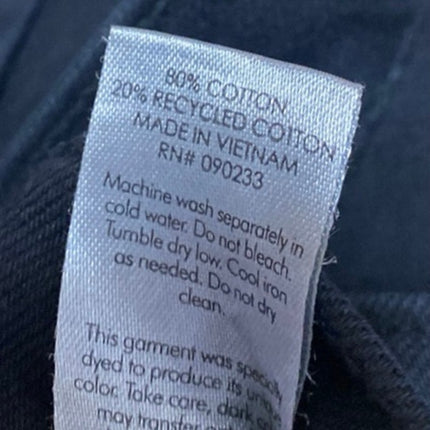 80% COTTON
20% RECYCLED COTTON
MADE IN VIETNAM
RN# 090233
Machine wash separately in
cold water. Do not bleach.
Tumble dry low. Cool iron
as needed. Do not dry
clean.
This garment was specially
dyed to produce its
color. Take care, dark
may transfer